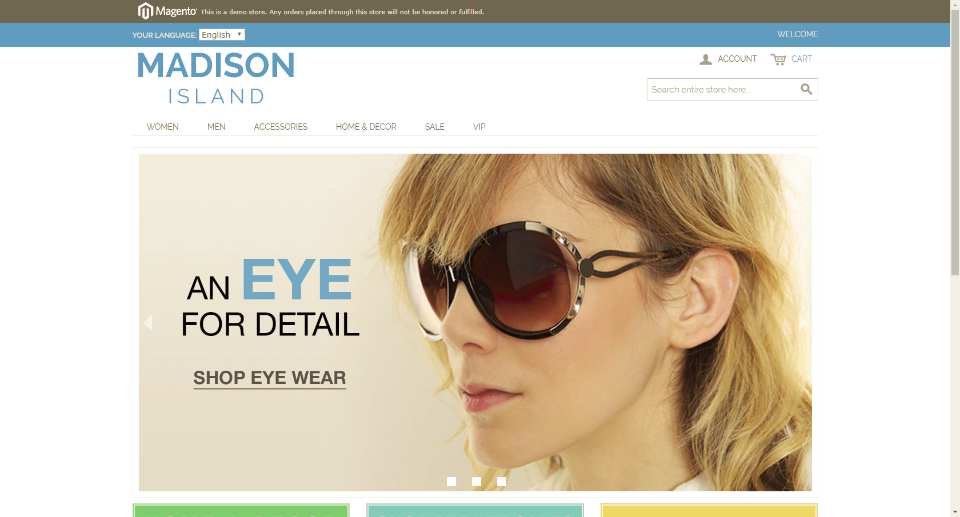 Magento This is a demo store. Any orders placed through this store will not be honored or fulfilled.
YOUR LANGUAGE: English WELCOME
MADISON
ISLAND
ACCOUNT CART
Search entire store here...
WOMEN MEN ACCESSORIES HOME & DECOR SALE VIP
AN EYE
FOR DETAIL
SHOP EYE WEAR